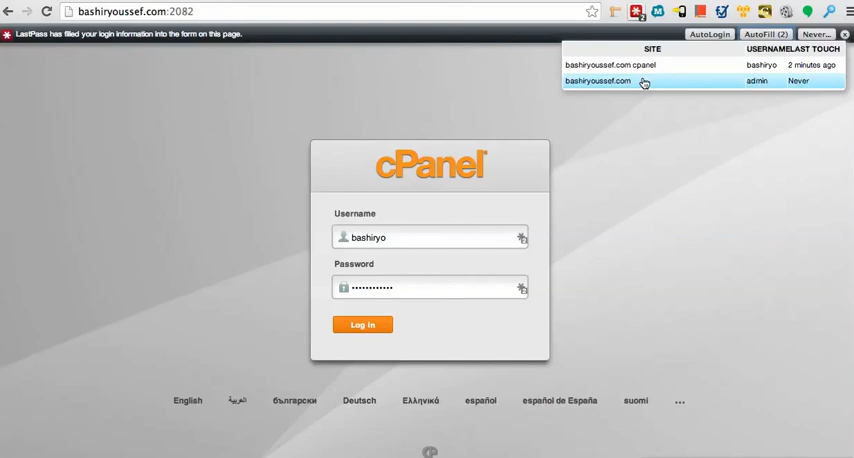 bashiryoussef.com:2082
2
LastPass has filled your login information into the form on this page.
AutoLogin
AutoFill (2)
Never...
SITE
USERNAME
LAST TOUCH
bashiryoussef.com cpanel
bashiryo
2 minutes ago
bashiryoussef.com
admin
Never
cPanel
Username
bashiryo
Password
Log in
English
العربية
български
Deutsch
Ελληνικά
español
español de España
suomi
...